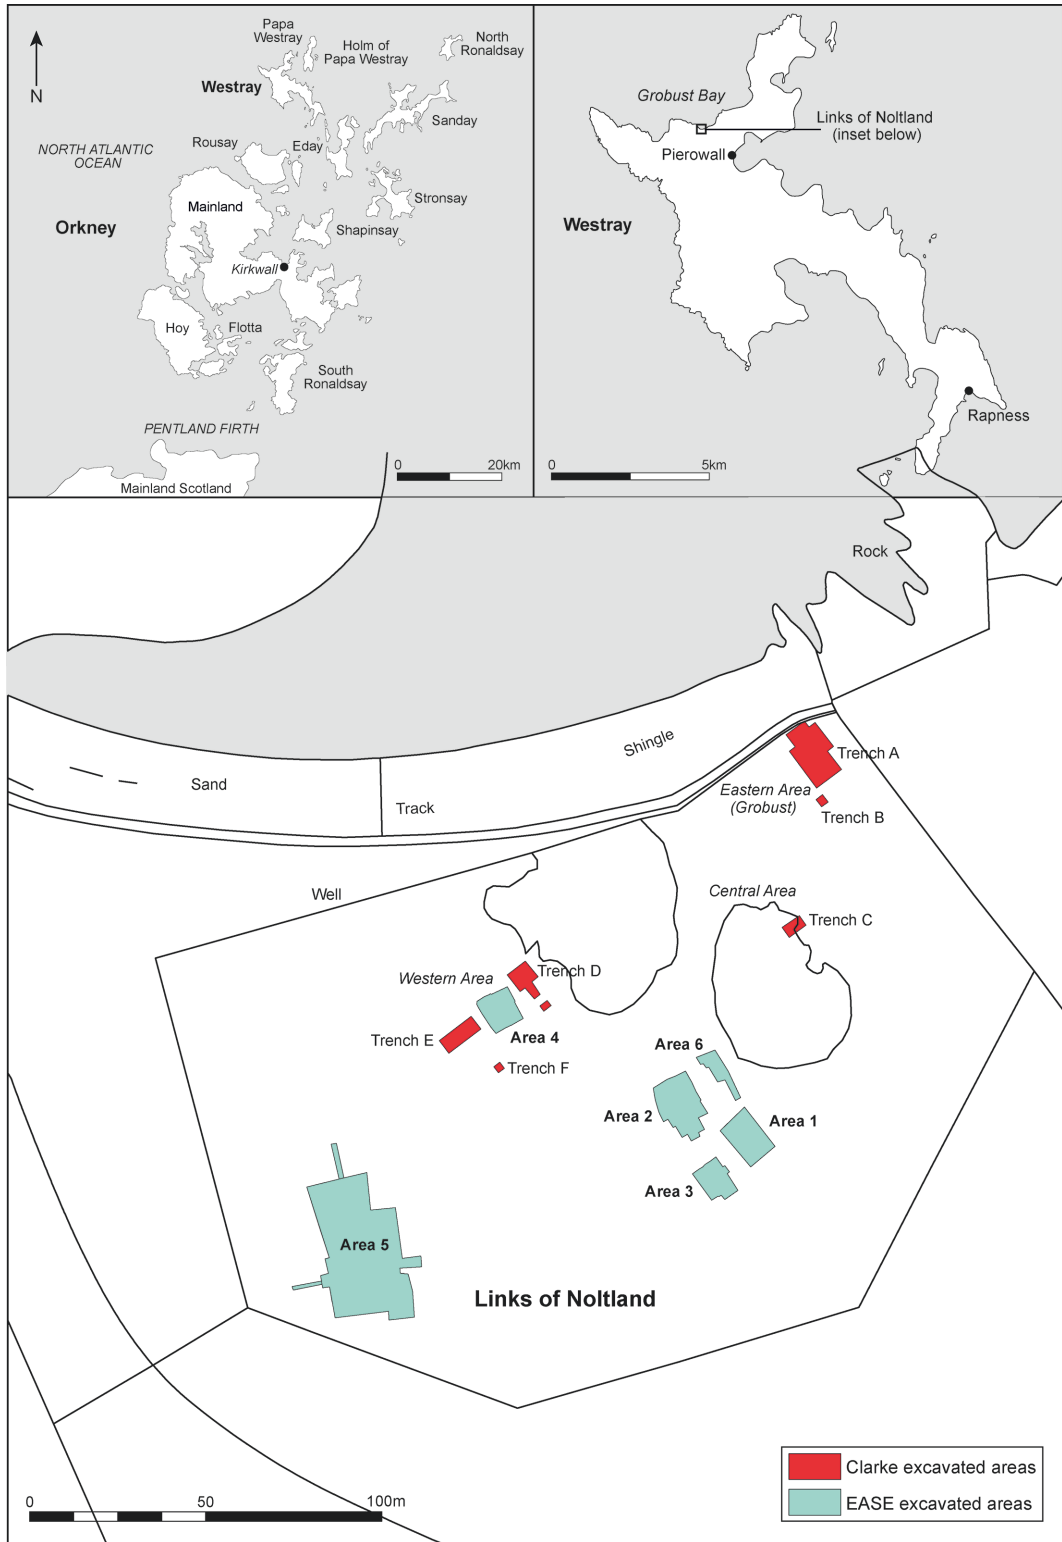 Papa
Westray
Holm of
Papa Westray
North
Ronaldsay
Westray
Sanday
NORTH ATLANTIC
OCEAN
Rousay
Eday
Stronsay
Mainland
Shapinsay
Orkney
Kirkwall
Hoy
Flotta
South
Ronaldsay
PENTLAND FIRTH
Mainland Scotland
0
20km
N
Grobust Bay
Links of Noltland
(inset below)
Pierowall
Westray
Rapness
0
5km
Rock
Shingle
Sand
Track
Trench A
Eastern Area
(Grobust)
Trench B
Well
Central Area
Trench C
Western Area
Trench D
Trench E
Area 4
Trench F
Area 6
Area 2
Area 1
Area 3
Area 5
Links of Noltland
Clarke excavated areas
EASE excavated areas
0
50
100m